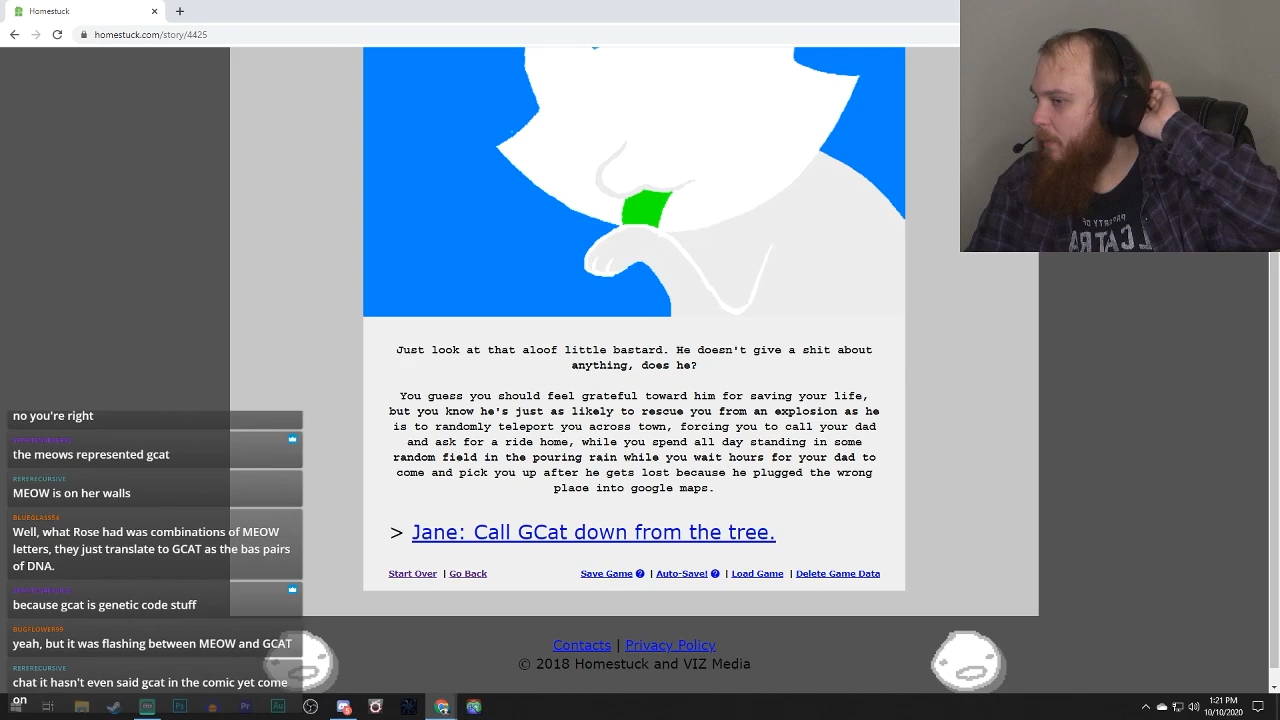 Homestuck
homestuck.com/story/4425
PROPERTY OF
Just look at that aloof little bastard. He doesn't give a shit about
anything, does he?
You guess you should feel grateful toward him for saving your life,
but you know he's just as likely to rescue you from an explosion as he
is to randomly teleport you across town, forcing you to call your dad
and ask for a ride home, while you spend all day standing in some
random field in the pouring rain while you wait hours for your dad to
come and pick you up after he gets lost because he plugged the wrong
place into google maps.
> Jane: Call GCat down from the tree.
Start Over | Go Back
Save Game | Auto-Save! | Load Game | Delete Game Data
Contacts | Privacy Policy
© 2018 Homestuck and VIZ Media
no you're right
the meows represented gcat
RERERECURSIVE
MEOW is on her walls
BLUEGLASS54
Well, what Rose had was combinations of MEOW
letters, they just translate to GCAT as the bas pairs
of DNA.
because gcat is genetic code stuff
BUGFLOWER99
yeah, but it was flashing between MEOW and GCAT
RERERECURSIVE
chat it hasn't even said gcat in the comic yet come
on
1:21 PM
10/10/2020